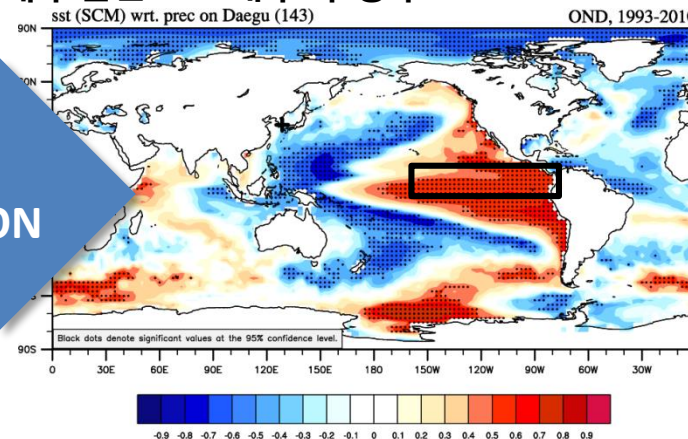 sst (SCM) wrt. prec on Daegu (143) OND, 1993-2010
90N
ON
Black dots denote significant values at the 95% confidence level.
90S
0 30E 60E 90E 120E 150E 180 150W 120W 90W 60W 30W
-0.9 -0.8 -0.7 -0.6 -0.5 -0.4 -0.3 -0.2 -0.1 0 0.1 0.2 0.3 0.4 0.5 0.6 0.7 0.8 0.9